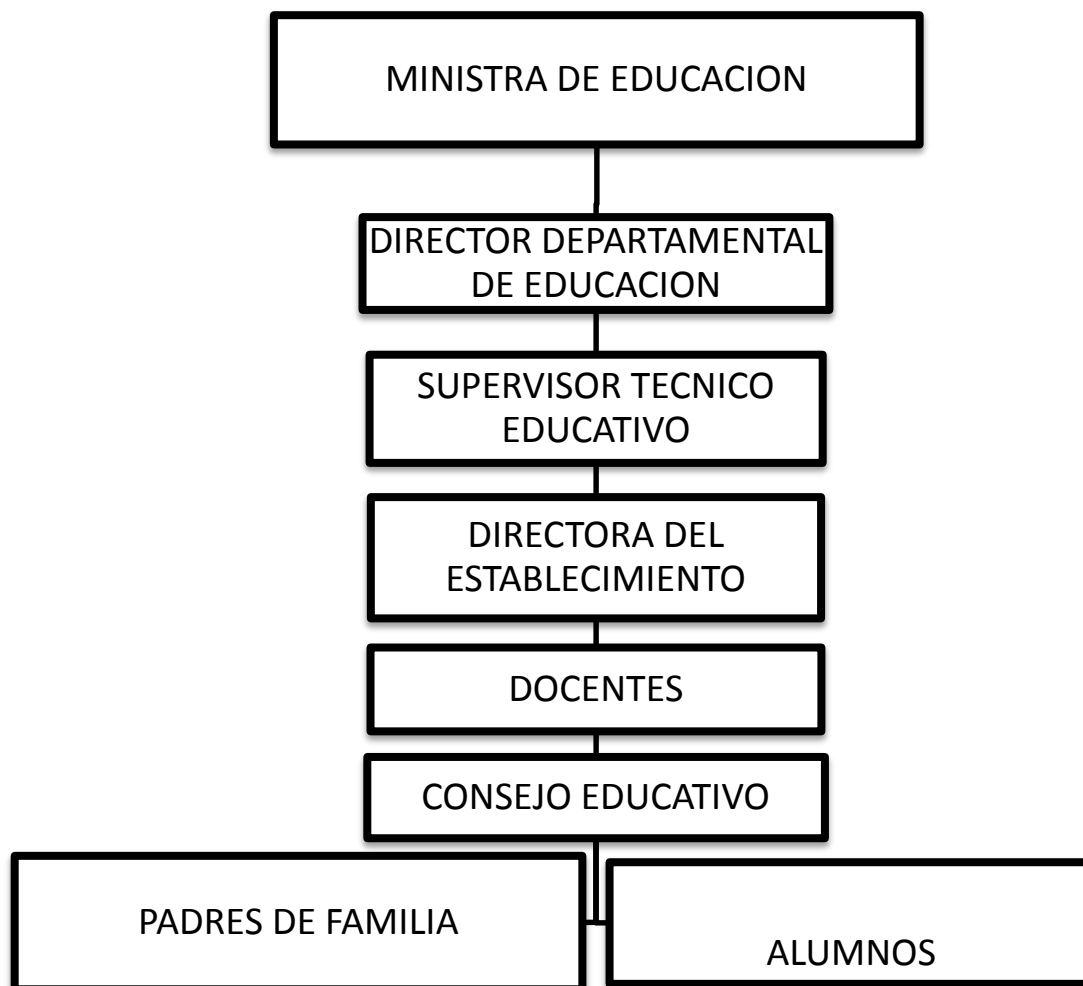 MINISTRA DE EDUCACION
DIRECTOR DEPARTAMENTAL
DE EDUCACION
SUPERVISOR TECNICO
EDUCATIVO
DIRECTORA DEL
ESTABLECIMIENTO
DOCENTES
CONSEJO EDUCATIVO
PADRES DE FAMILIA
ALUMNOS